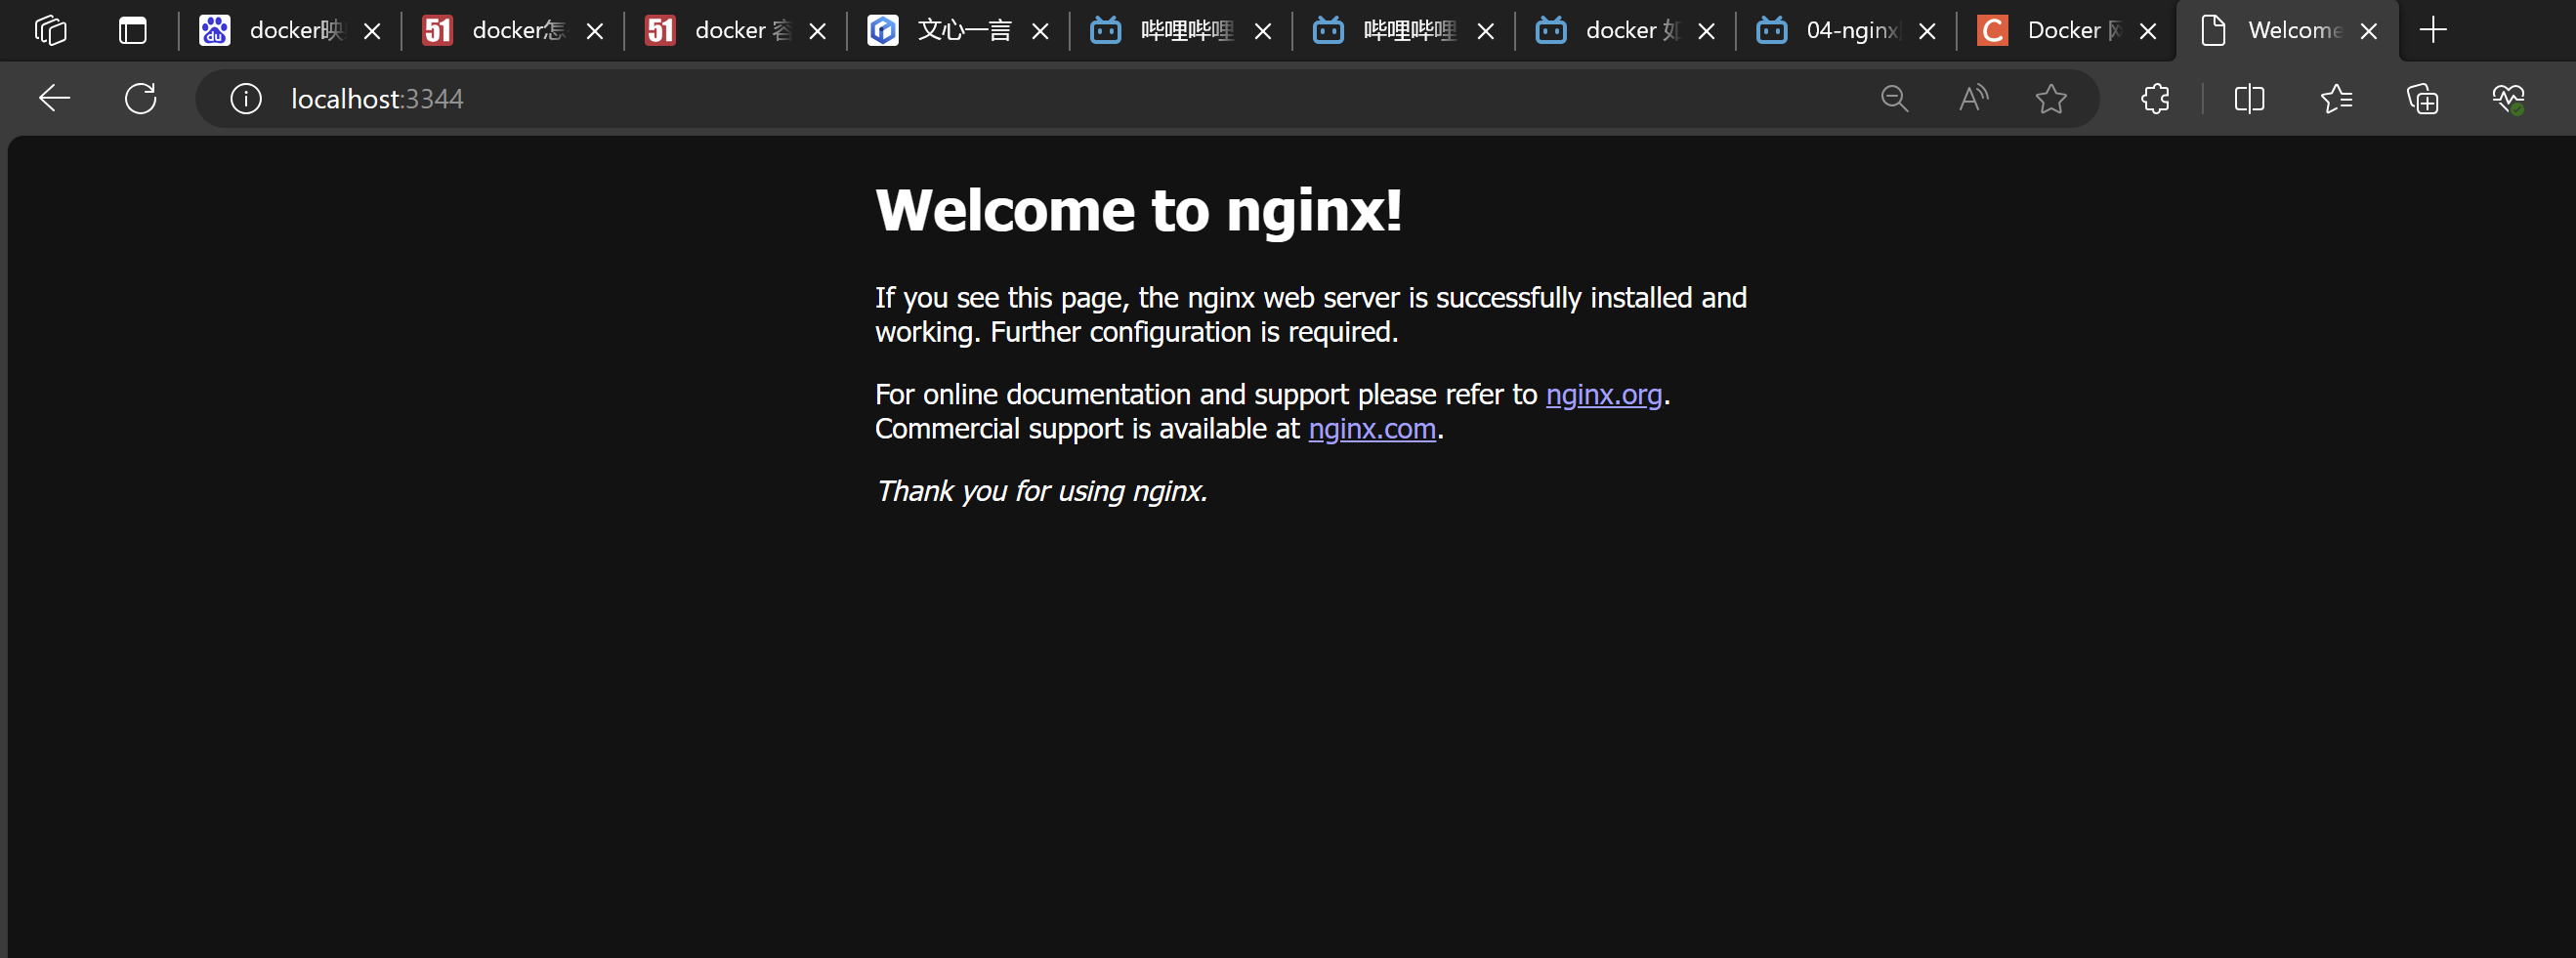 docker映
docker怎
docker 容
文心一言
哔哩哔哩
哔哩哔哩
docker 如
04-nginx
Docker 网
Welcome
localhost:3344
Welcome to nginx!
If you see this page, the nginx web server is successfully installed and
working. Further configuration is required.
For online documentation and support please refer to nginx.org.
Commercial support is available at nginx.com.
Thank you for using nginx.